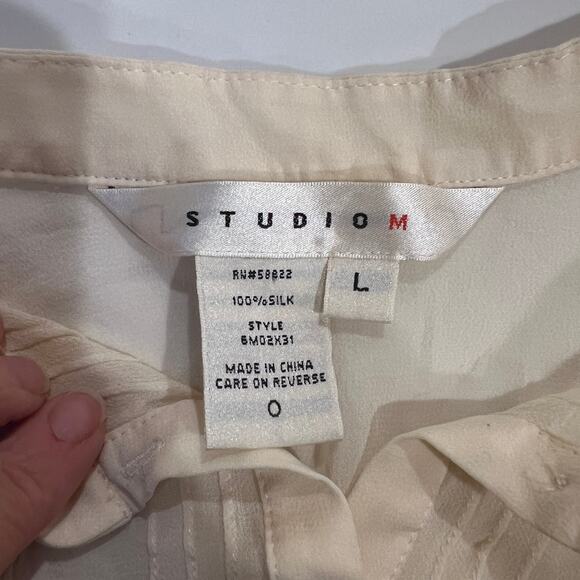 STUDIO M
RN#58822
100% SILK
STYLE
6M02X31
MADE IN CHINA
CARE ON REVERSE
O
L